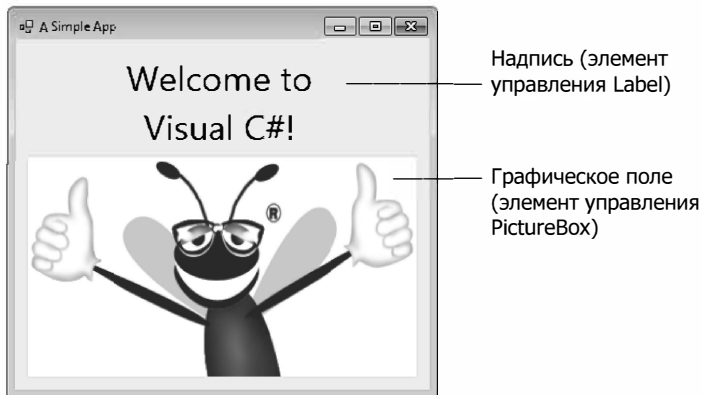 A Simple App
Welcome to
Visual C#!
®
Надпись (элемент
управления Label)
Графическое поле
(элемент управления
PictureBox)